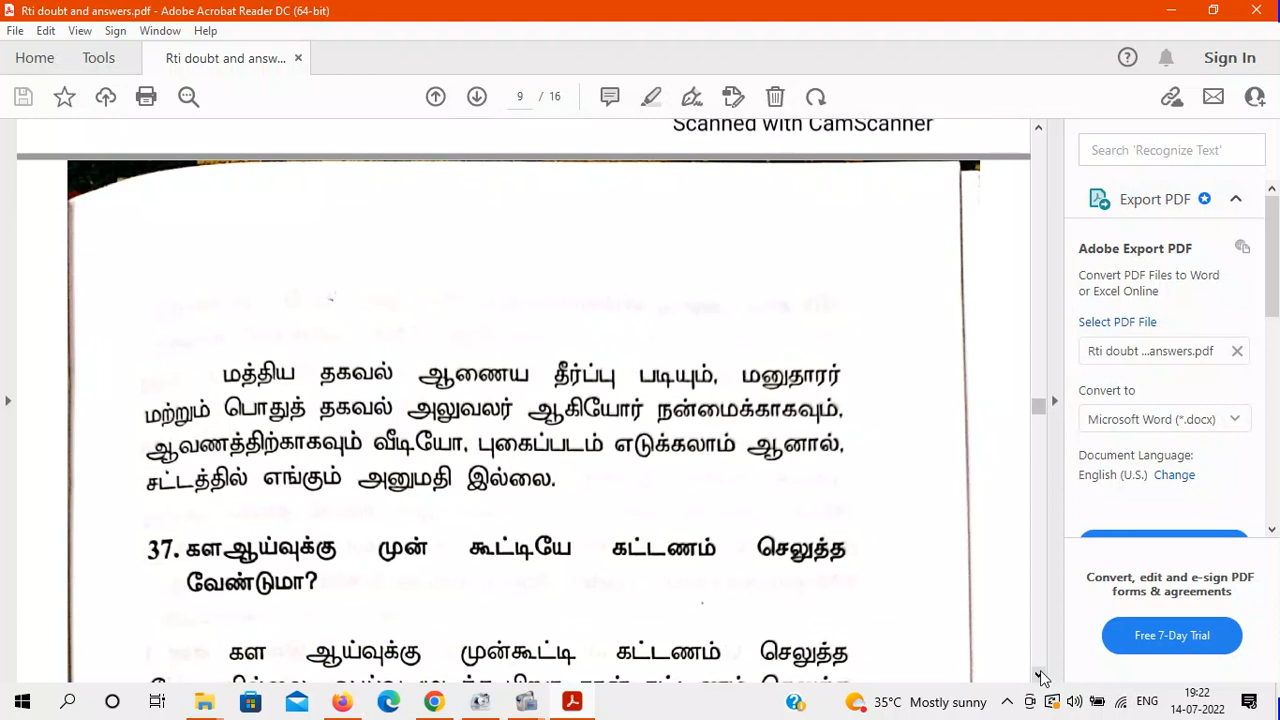 Rti doubt and answers.pdf - Adobe Acrobat Reader DC (64-bit)
File Edit View Sign Window Help
Home Tools Rti doubt and answ... ×
Sign In
9 / 16
Scanned with CamScanner
மத்திய தகவல் ஆணைய தீர்ப்பு படியும், மனுதாரர்
மற்றும் பொதுத் தகவல் அலுவலர் ஆகியோர் நன்மைக்காகவும்,
ஆவணத்திற்காகவும் வீடியோ, புகைப்படம் எடுக்கலாம் ஆனால்,
சட்டத்தில் எங்கும் அனுமதி இல்லை.
37. களஆய்வுக்கு முன் கூட்டியே கட்டணம் செலுத்த
வேண்டுமா?
கள ஆய்வுக்கு முன்கூட்டி கட்டணம் செலுத்த
Search 'Recognize Text'
Export PDF
Adobe Export PDF
Convert PDF Files to Word
or Excel Online
Select PDF File
Rti doubt ...answers.pdf
Convert to
Microsoft Word (*.docx)
Document Language:
English (U.S.) Change
Convert, edit and e-sign PDF
forms & agreements
Free 7-Day Trial
35°C Mostly sunny
ENG
19:22
14-07-2022